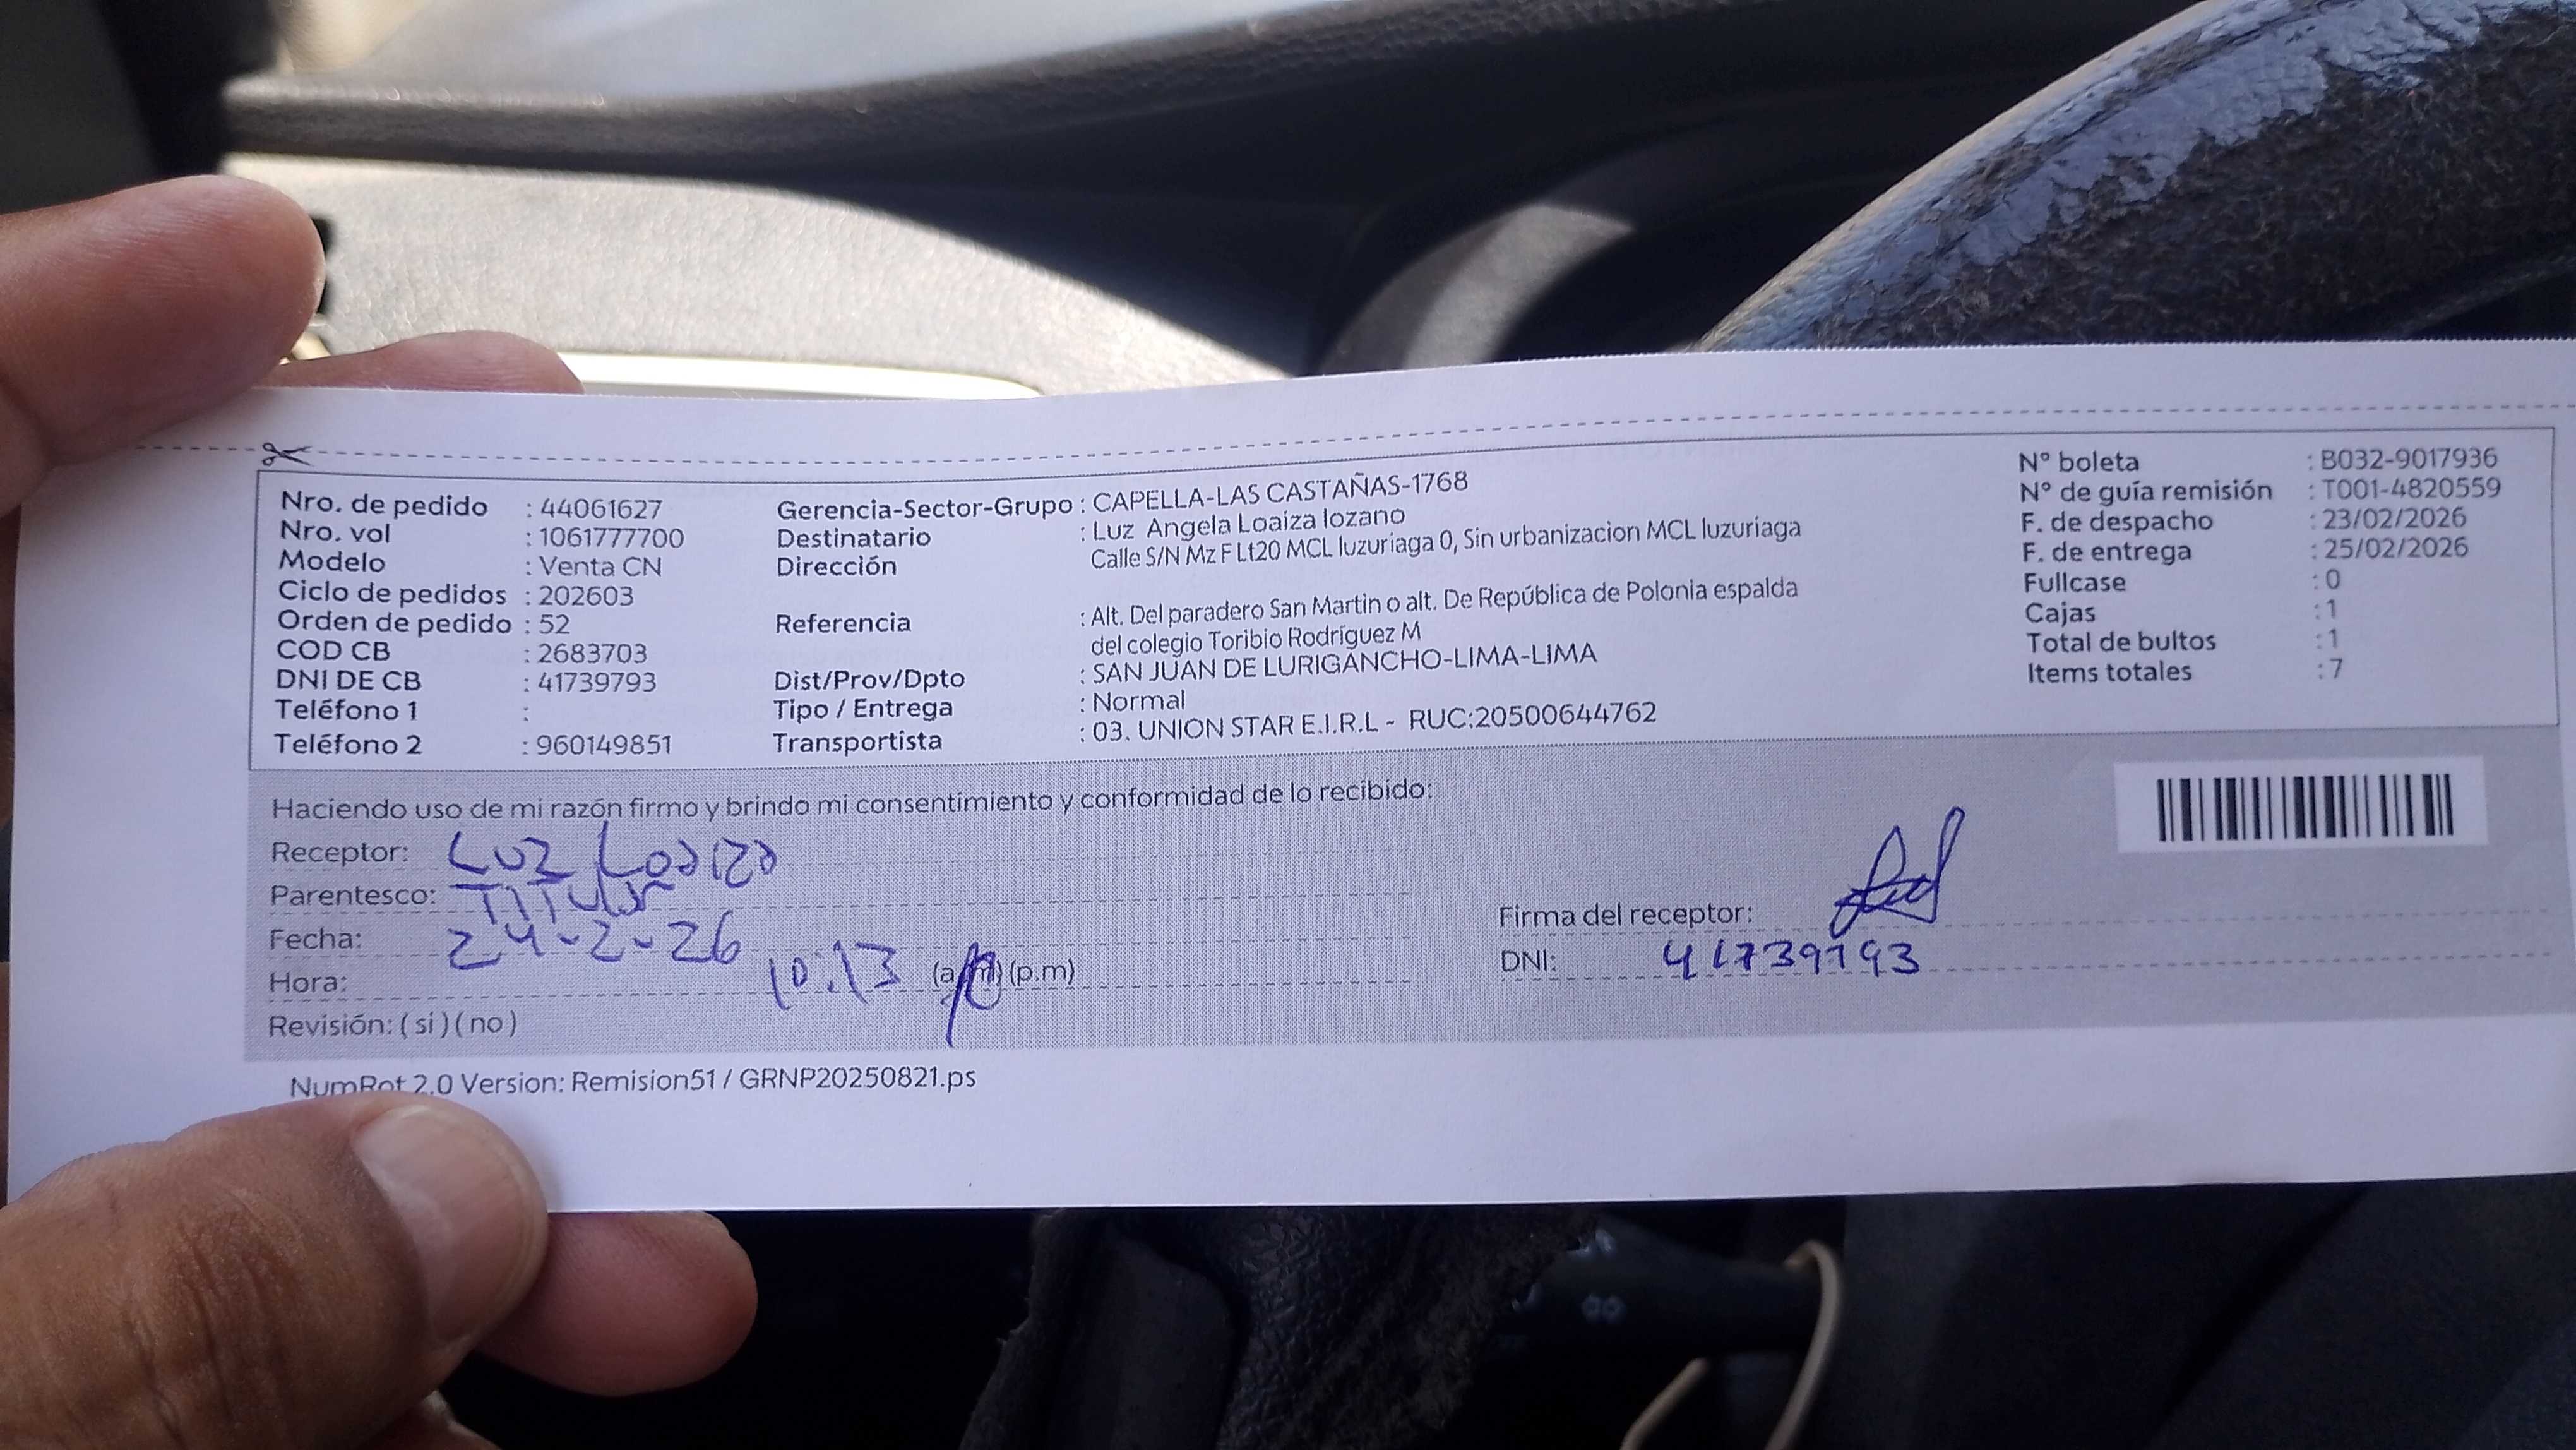 Nro. de pedido : 44061627
Nro. vol : 1061777700
Modelo : Venta CN
Ciclo de pedidos : 202603
Orden de pedido : 52
COD CB : 2683703
DNI DE CB : 41739793
Teléfono 1 :
Teléfono 2 : 960149851
Gerencia-Sector-Grupo : CAPELLA-LAS CASTAÑAS-1768
Destinatario : Luz Angela Loaiza lozano
Dirección Calle S/N Mz F Lt20 MCL luzuriaga 0, Sin urbanizacion MCL luzuriaga
Referencia : Alt. Del paradero San Martin o alt. De República de Polonia espalda
del colegio Toribio Rodríguez M
Dist/Prov/Dpto : SAN JUAN DE LURIGANCHO-LIMA-LIMA
Tipo / Entrega : Normal
Transportista : 03. UNION STAR E.I.R.L - RUC:20500644762
N° boleta : B032-9017936
N° de guía remisión : T001-4820559
F. de despacho : 23/02/2026
F. de entrega : 25/02/2026
Fullcase : 0
Cajas : 1
Total de bultos : 1
Items totales : 7
Haciendo uso de mi razón firmo y brindo mi consentimiento y conformidad de lo recibido:
Receptor: Luz Loaiza
Parentesco: TITULAR
Fecha: 24-2-26
Hora: 10:13 (a.m) (p.m)
Revisión: ( si ) ( no )
Firma del receptor:
DNI: 41739793
NumRot 2.0 Version: Remision51 / GRNP20250821.ps